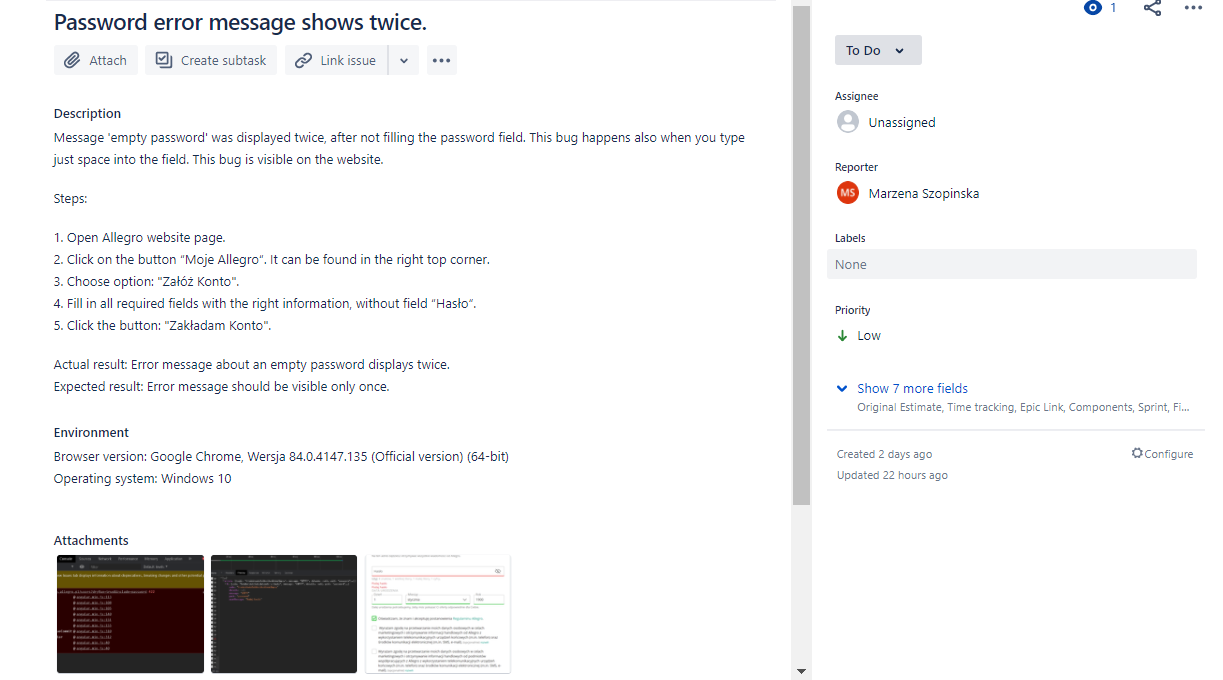 Password error message shows twice.
1
Attach
Create subtask
Link issue
To Do
Description
Message 'empty password' was displayed twice, after not filling the password field. This bug happens also when you type
just space into the field. This bug is visible on the website.
Steps:
1. Open Allegro website page.
2. Click on the button “Moje Allegro”. It can be found in the right top corner.
3. Choose option: "Załóż Konto".
4. Fill in all required fields with the right information, without field “Hasło”.
5. Click the button: "Zakładam Konto".
Actual result: Error message about an empty password displays twice.
Expected result: Error message should be visible only once.
Environment
Browser version: Google Chrome, Wersja 84.0.4147.135 (Official version) (64-bit)
Operating system: Windows 10
Attachments
Assignee
Unassigned
Reporter
MS
Marzena Szopinska
Labels
None
Priority
Low
Show 7 more fields
Original Estimate, Time tracking, Epic Link, Components, Sprint, Fi...
Created 2 days ago
Configure
Updated 22 hours ago